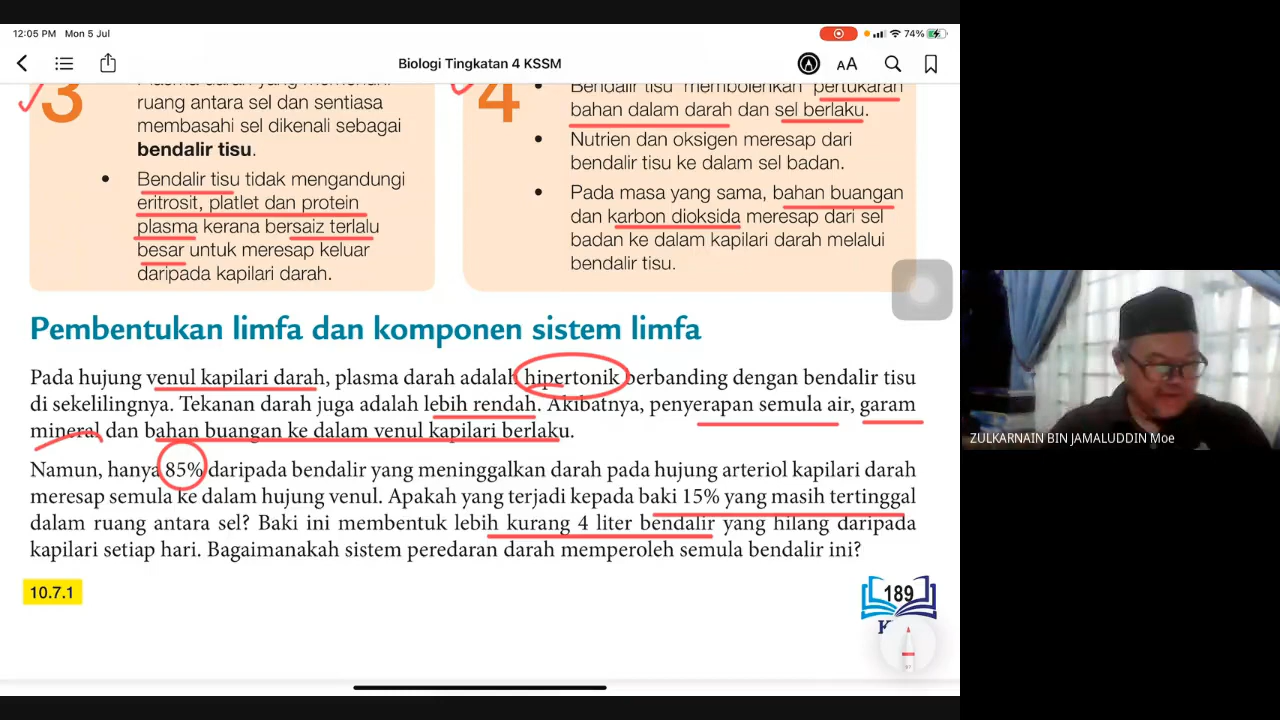 12:05 PM Mon 5 Jul
74%
Biologi Tingkatan 4 KSSM
AA
3
ruang antara sel dan sentiasa
membasahi sel dikenali sebagai
bendalir tisu.
• Bendalir tisu tidak mengandungi
eritrosit, platlet dan protein
plasma kerana bersaiz terlalu
besar untuk meresap keluar
daripada kapilari darah.
4
• Bendalir tisu membolehkan pertukaran
bahan dalam darah dan sel berlaku.
• Nutrien dan oksigen meresap dari
bendalir tisu ke dalam sel badan.
• Pada masa yang sama, bahan buangan
dan karbon dioksida meresap dari sel
badan ke dalam kapilari darah melalui
bendalir tisu.
Pembentukan limfa dan komponen sistem limfa
Pada hujung venul kapilari darah, plasma darah adalah hipertonik berbanding dengan bendalir tisu
di sekelilingnya. Tekanan darah juga adalah lebih rendah. Akibatnya, penyerapan semula air, garam
mineral dan bahan buangan ke dalam venul kapilari berlaku.
Namun, hanya 85% daripada bendalir yang meninggalkan darah pada hujung arteriol kapilari darah
meresap semula ke dalam hujung venul. Apakah yang terjadi kepada baki 15% yang masih tertinggal
dalam ruang antara sel? Baki ini membentuk lebih kurang 4 liter bendalir yang hilang daripada
kapilari setiap hari. Bagaimanakah sistem peredaran darah memperoleh semula bendalir ini?
10.7.1
189
ZULKARNAIN BIN JAMALUDDIN Moe